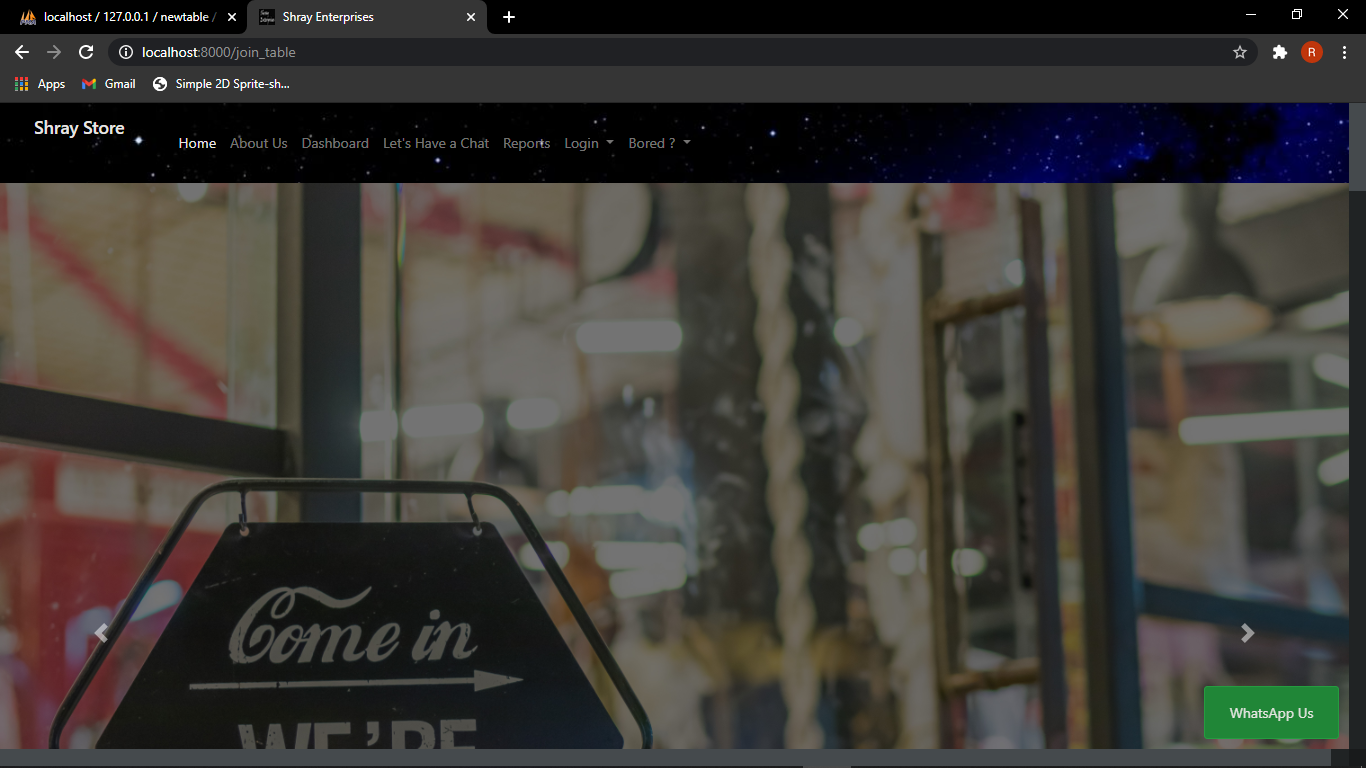 localhost / 127.0.0.1 / newtable /
Shray Enterprises
localhost:8000/join_table
R
Apps
Gmail
Simple 2D Sprite-sh...
Shray Store
Home
About Us
Dashboard
Let's Have a Chat
Reports
Login
Bored ?
Come in
WE'RE
WhatsApp Us